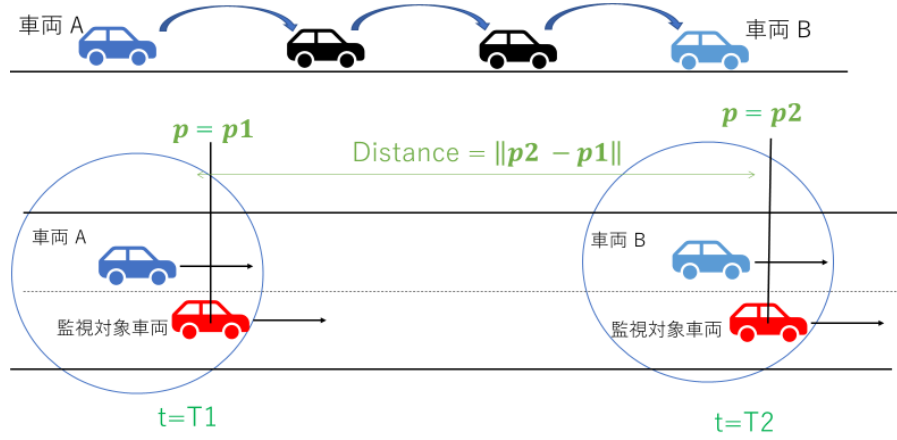 車両 A
車両 B
p = p1
p = p2
Distance = ‖p2 − p1‖
車両 A
車両 B
監視対象車両
監視対象車両
t=T1
t=T2